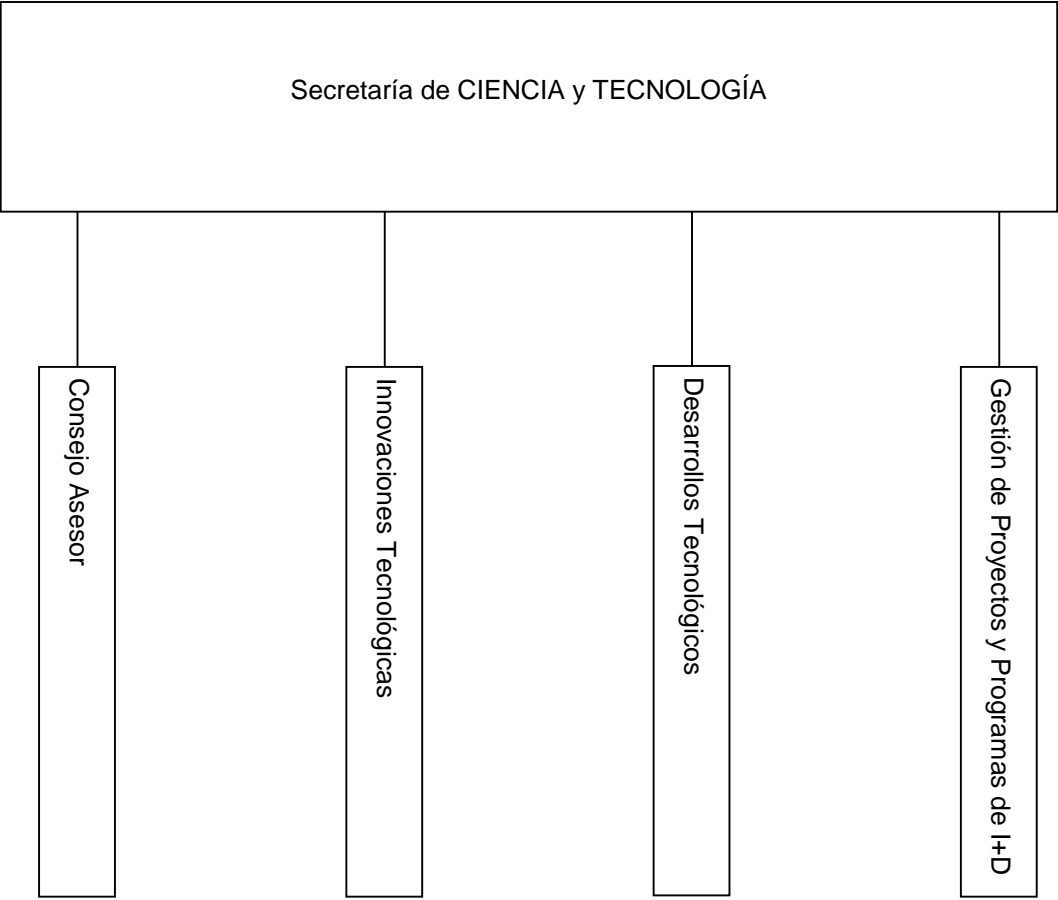 Secretaría de CIENCIA y TECNOLOGÍA
Consejo Asesor
Innovaciones Tecnológicas
Desarrollos Tecnológicos
Gestión de Proyectos y Programas de I+D